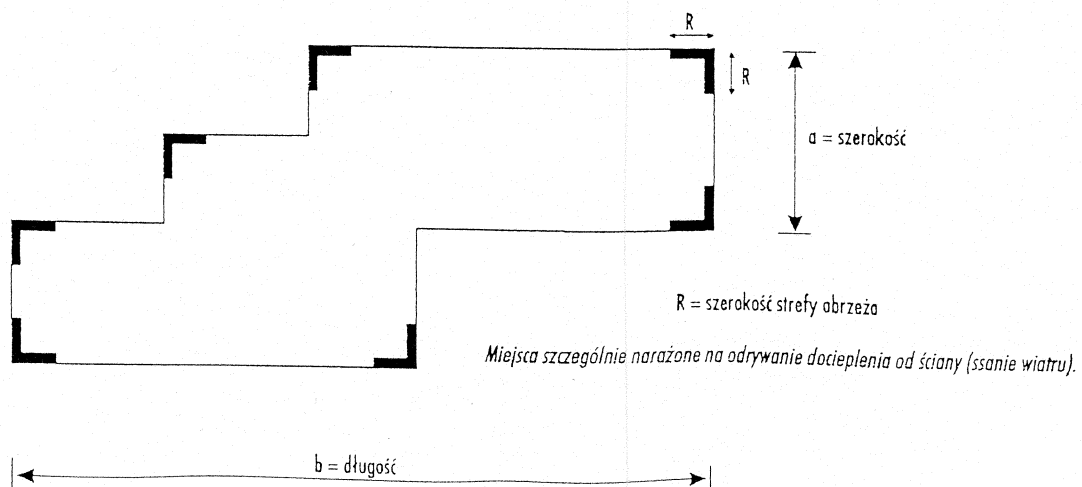 R
R
a = szerokość
R = szerokość strefy obrzeża
Miejsca szczególnie narażone na odrywanie docieplenia od ściany (ssanie wiatru).
b = długość